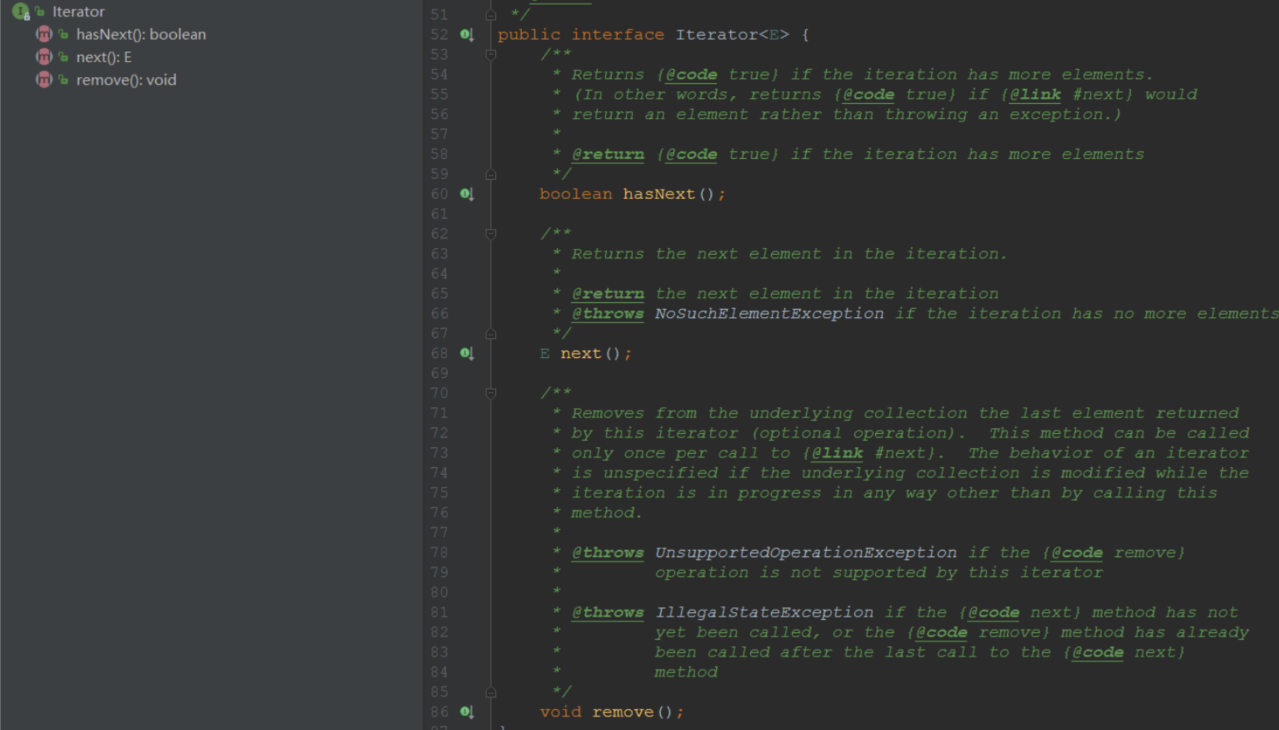 Iterator
hasNext(): boolean
next(): E
remove(): void
51 */
52 public interface Iterator<E> {
53 /**
54 * Returns {@code true} if the iteration has more elements.
55 * (In other words, returns {@code true} if {@link #next} would
56 * return an element rather than throwing an exception.)
57 *
58 * @return {@code true} if the iteration has more elements
59 */
60 boolean hasNext();
61
62 /**
63 * Returns the next element in the iteration.
64 *
65 * @return the next element in the iteration
66 * @throws NoSuchElementException if the iteration has no more elements
67 */
68 E next();
69
70 /**
71 * Removes from the underlying collection the last element returned
72 * by this iterator (optional operation).  This method can be called
73 * only once per call to {@link #next}.  The behavior of an iterator
74 * is unspecified if the underlying collection is modified while the
75 * iteration is in progress in any way other than by calling this
76 * method.
77 *
78 * @throws UnsupportedOperationException if the {@code remove}
79 * operation is not supported by this iterator
80 *
81 * @throws IllegalStateException if the {@code next} method has not
82 * yet been called, or the {@code remove} method has already
83 * been called after the last call to the {@code next}
84 * method
85 */
86 void remove();